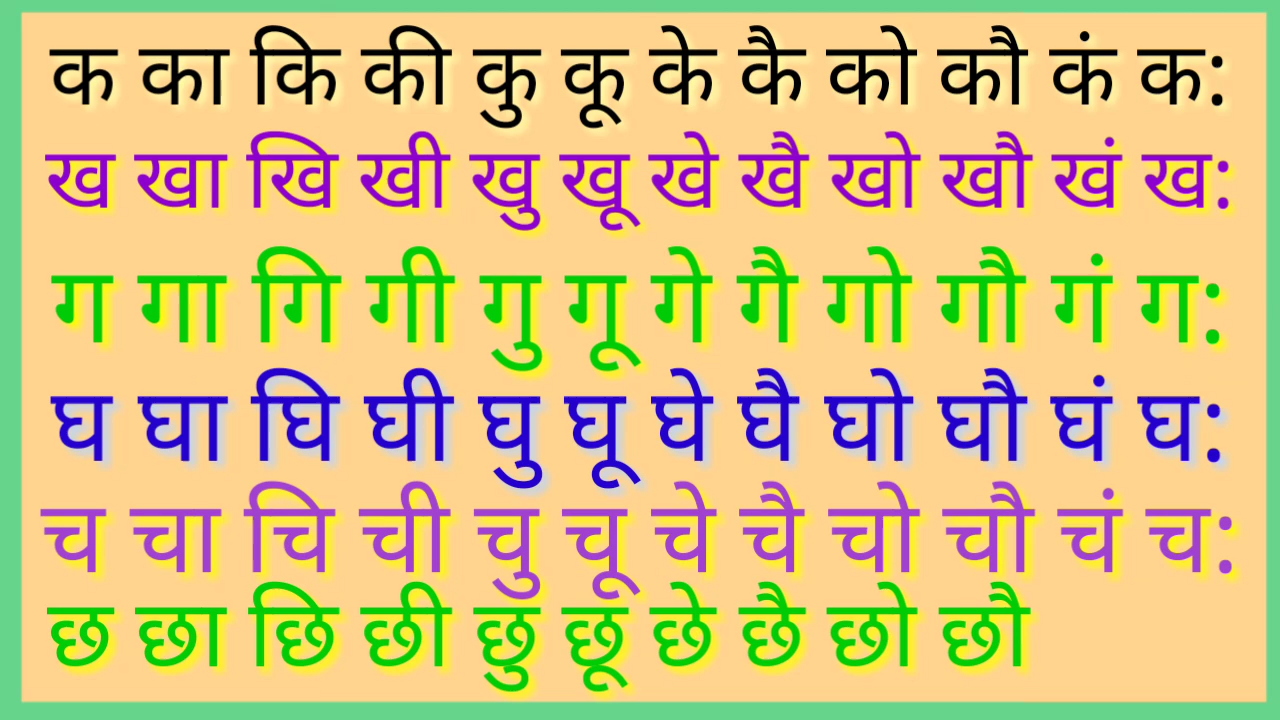 क का कि की कु कू के कै को कौ कं क:
ख खा खि खी खु खू खे खै खो खौ खं ख:
ग गा गि गी गु गू गे गै गो गौ गं ग:
घ घा घि घी घु घू घे घै घो घौ घं घ:
च चा चि ची चु चू चे चै चो चौ चं च:
छ छा छि छी छु छू छे छै छो छौ